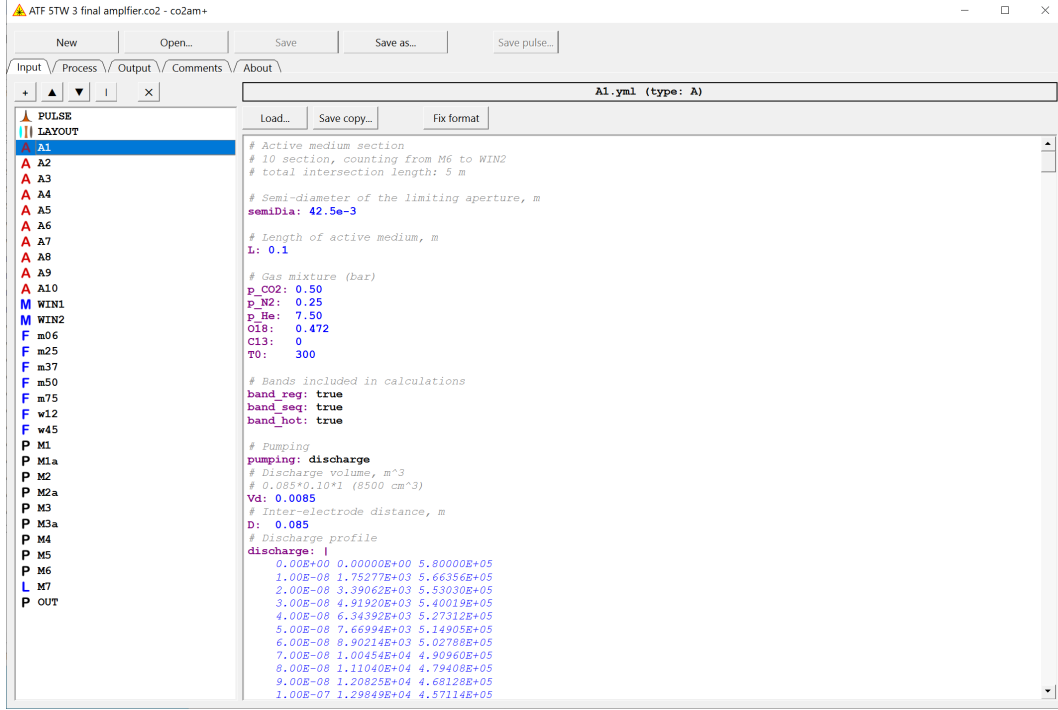 ATF 5TW 3 final amplfier.co2 - co2am+
New Open... Save Save as... Save pulse...
Input Process Output Comments About
+ ▲ ▼ I ✕
A1.yml (type: A)
PULSE
LAYOUT
A A1
A A2
A A3
A A4
A A5
A A6
A A7
A A8
A A9
A A10
M WIN1
M WIN2
F m06
F m25
F m37
F m50
F m75
F w12
F w45
P M1
P M1a
P M2
P M2a
P M3
P M3a
P M4
P M5
P M6
L M7
P OUT
Load... Save copy... Fix format
# Active medium section
# 10 section, counting from M6 to WIN2
# total intersection length: 5 m
# Semi-diameter of the limiting aperture, m
semiDia: 42.5e-3
# Length of active medium, m
L: 0.1
# Gas mixture (bar)
p_CO2: 0.50
p_N2: 0.25
p_He: 7.50
O18: 0.472
C13: 0
T0: 300
# Bands included in calculations
band_reg: true
band_seq: true
band_hot: true
# Pumping
pumping: discharge
# Discharge volume, m^3
# 0.085*0.10*1 (8500 cm^3)
Vd: 0.0085
# Inter-electrode distance, m
D: 0.085
# Discharge profile
discharge: |
0.00E+00 0.00000E+00 5.80000E+05
1.00E-08 1.75277E+03 5.66356E+05
2.00E-08 3.39062E+03 5.53030E+05
3.00E-08 4.91920E+03 5.40019E+05
4.00E-08 6.34392E+03 5.27312E+05
5.00E-08 7.66994E+03 5.14905E+05
6.00E-08 8.90214E+03 5.02788E+05
7.00E-08 1.00454E+04 4.90960E+05
8.00E-08 1.11040E+04 4.79408E+05
9.00E-08 1.20825E+04 4.68128E+05
1.00E-07 1.29849E+04 4.57114E+05